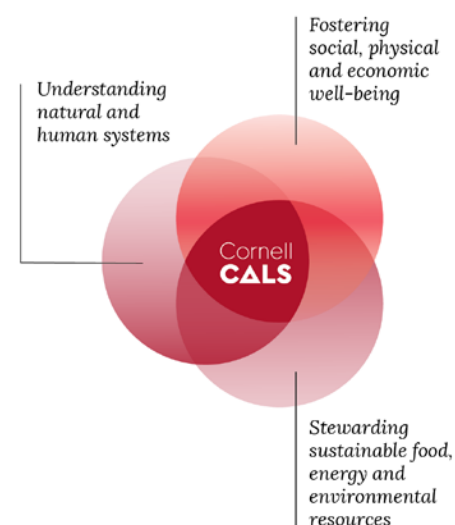 Fostering
social, physical
and economic
well-being
Understanding
natural and
human systems
Cornell
CALS
Stewarding
sustainable food,
energy and
environmental
resources